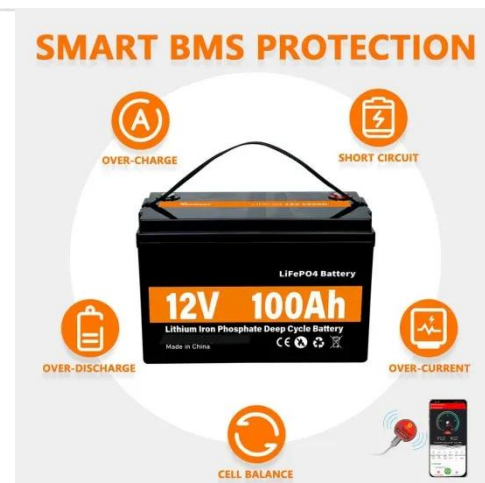 SMART BMS PROTECTION
OVER-CHARGE
SHORT CIRCUIT
LiFePO4 Battery
12V 100Ah
Lithium Iron Phosphate Deep Cycle Battery
Made in China
CE
OVER-DISCHARGE
OVER-CURRENT
CELL BALANCE